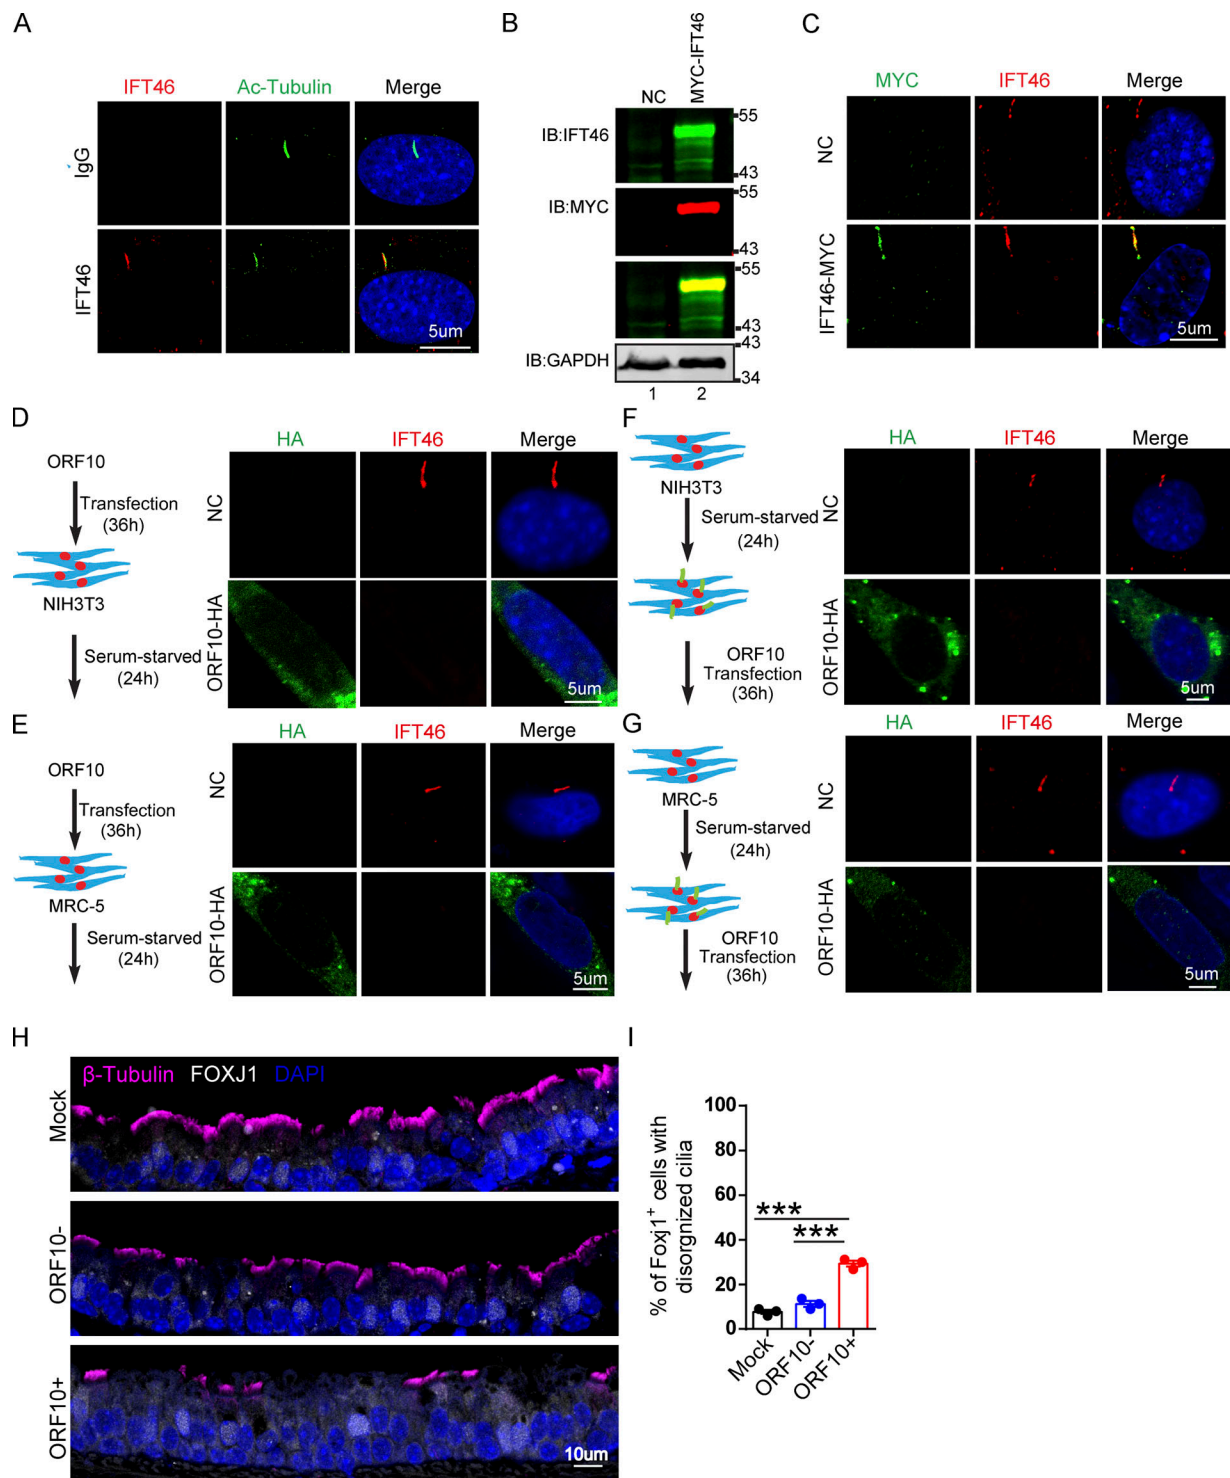 A
IFT46 Ac-Tubulin Merge
IgG
IFT46
5um
B
NC MYC-IFT46
IB:IFT46
55
43
IB:MYC
55
43
55
43
IB:GAPDH
43
34
1 2
C
MYC IFT46 Merge
NC
IFT46-MYC
5um
D
ORF10
Transfection
(36h)
NIH3T3
Serum-starved
(24h)
HA IFT46 Merge
NC
ORF10-HA
5um
F
NIH3T3
Serum-starved
(24h)
ORF10
Transfection
(36h)
HA IFT46 Merge
NC
ORF10-HA
5um
E
ORF10
Transfection
(36h)
MRC-5
Serum-starved
(24h)
HA IFT46 Merge
NC
ORF10-HA
5um
G
MRC-5
Serum-starved
(24h)
ORF10
Transfection
(36h)
HA IFT46 Merge
NC
ORF10-HA
5um
H
β-Tubulin FOXJ1 DAPI
Mock
ORF10-
ORF10+
10um
I
% of Foxj1+ cells with
disorgnized cilia
100
80
60
40
20
0
***
***
Mock
ORF10-
ORF10+